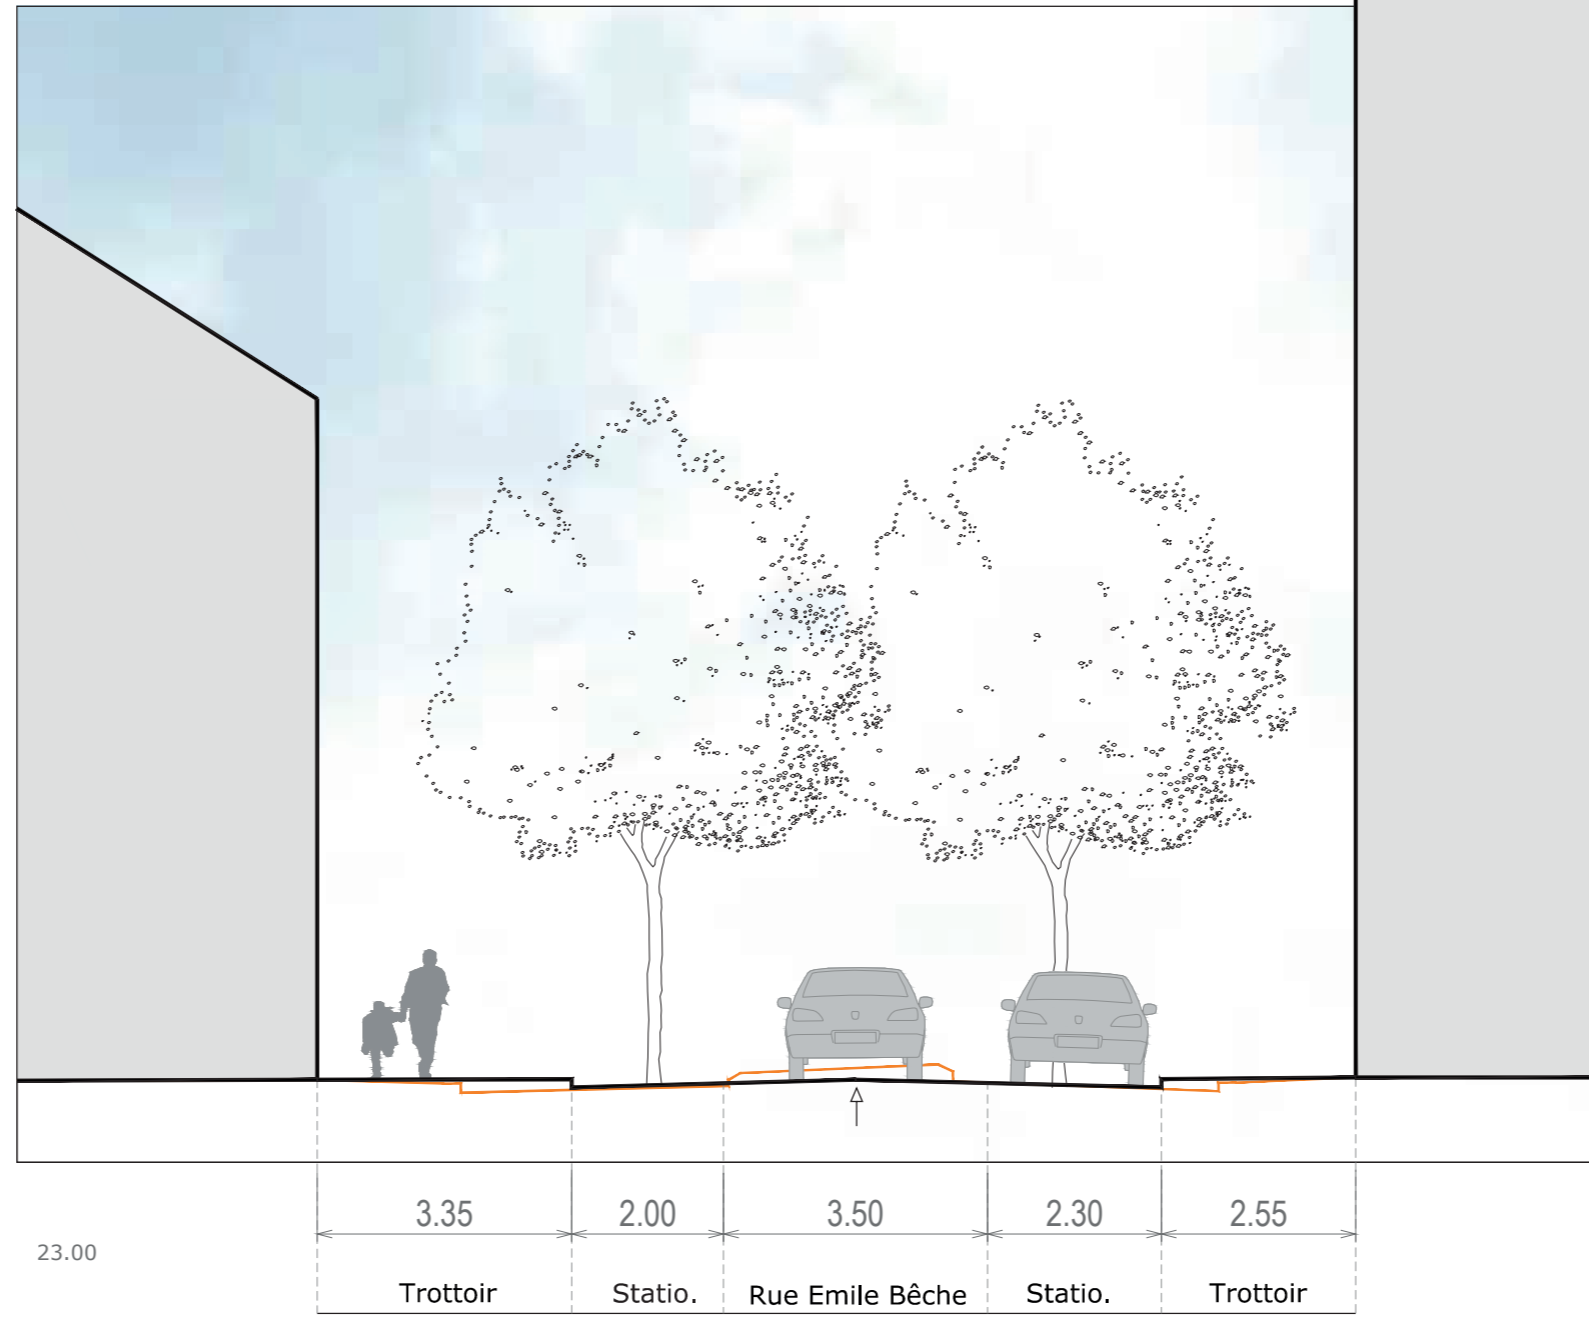 3.35 2.00 3.50 2.30 2.55
23.00
Trottoir Statio. Rue Emile Bêche Statio. Trottoir